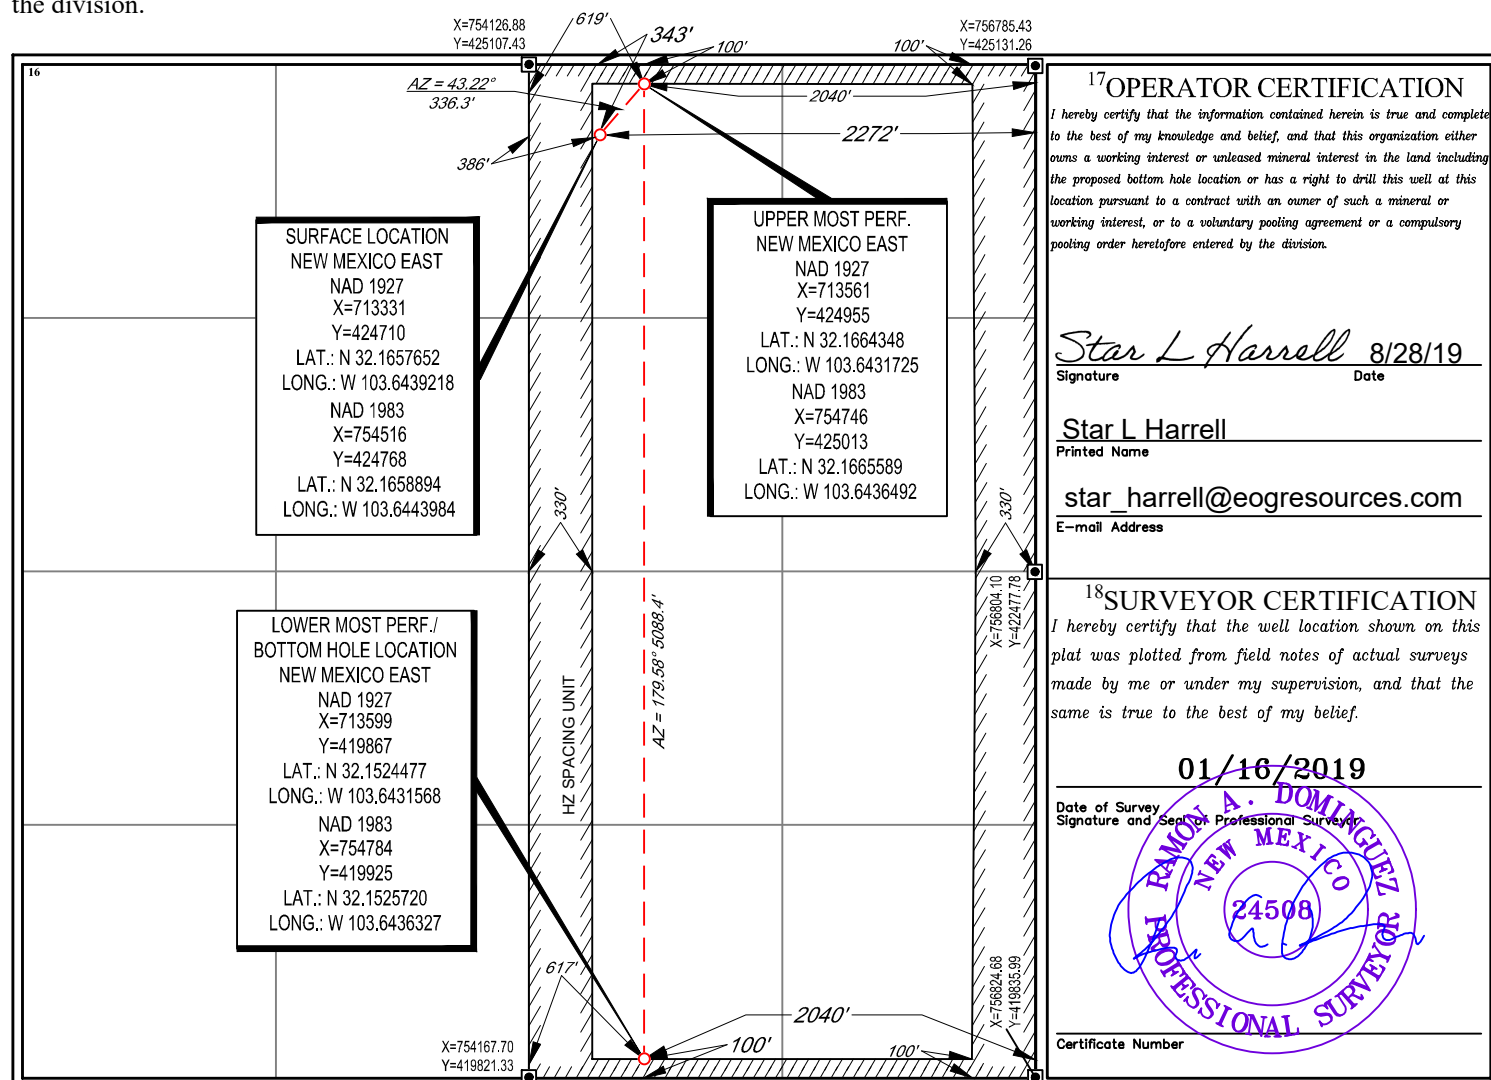 the division.
16
X=754126.88
Y=425107.43
619'
343'
100'
100'
X=756785.43
Y=425131.26
AZ = 43.22°
336.3'
2040'
2272'
386'
SURFACE LOCATION
NEW MEXICO EAST
NAD 1927
X=713331
Y=424710
LAT.: N 32.1657652
LONG.: W 103.6439218
NAD 1983
X=754516
Y=424768
LAT.: N 32.1658894
LONG.: W 103.6443984
UPPER MOST PERF.
NEW MEXICO EAST
NAD 1927
X=713561
Y=424955
LAT.: N 32.1664348
LONG.: W 103.6431725
NAD 1983
X=754746
Y=425013
LAT.: N 32.1665589
LONG.: W 103.6436492
330'
330'
X=756804.10
Y=422477.78
AZ = 179.58° 5088.4'
HZ SPACING UNIT
LOWER MOST PERF./
BOTTOM HOLE LOCATION
NEW MEXICO EAST
NAD 1927
X=713599
Y=419867
LAT.: N 32.1524477
LONG.: W 103.6431568
NAD 1983
X=754784
Y=419925
LAT.: N 32.1525720
LONG.: W 103.6436327
617'
2040'
100'
100'
X=756824.68
Y=419835.99
X=754167.70
Y=419821.33
17OPERATOR CERTIFICATION
I hereby certify that the information contained herein is true and complete
to the best of my knowledge and belief, and that this organization either
owns a working interest or unleased mineral interest in the land including
the proposed bottom hole location or has a right to drill this well at this
location pursuant to a contract with an owner of such a mineral or
working interest, or to a voluntary pooling agreement or a compulsory
pooling order heretofore entered by the division.
Star L Harrell 8/28/19
Signature Date
Star L Harrell
Printed Name
star_harrell@eogresources.com
E-mail Address
18SURVEYOR CERTIFICATION
I hereby certify that the well location shown on this
plat was plotted from field notes of actual surveys
made by me or under my supervision, and that the
same is true to the best of my belief.
01/16/2019
Date of Survey
Signature and Seal of Professional Surveyor
RAMON A. DOMINGUEZ
NEW MEXICO
24508
PROFESSIONAL SURVEYOR
Certificate Number